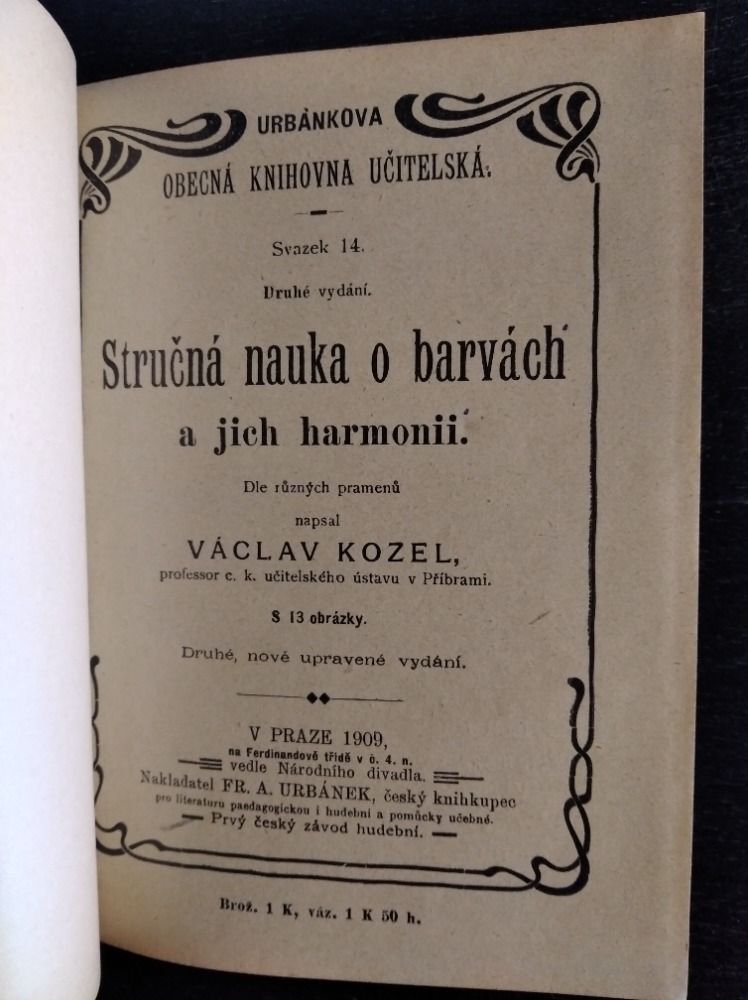 URBÁNKOVA
OBECNÁ KNIHOVNA UČITELSKÁ.
Svazek 14.
Druhé vydání.
Stručná nauka o barvách
a jich harmonii.
Dle různých pramenů
napsal
VÁCLAV KOZEL,
professor c. k. učitelského ústavu v Příbrami.
S 13 obrázky.
Druhé, nově upravené vydání.
V PRAZE 1909,
na Ferdinandově třídě v č. 4. n.
vedle Národního divadla.
Nakladatel FR. A. URBÁNEK, český knihkupec
pro literaturu paedagogickou i hudební a pomůcky učebné.
Prvý český závod hudební.
Brož. 1 K, váz. 1 K 50 h.